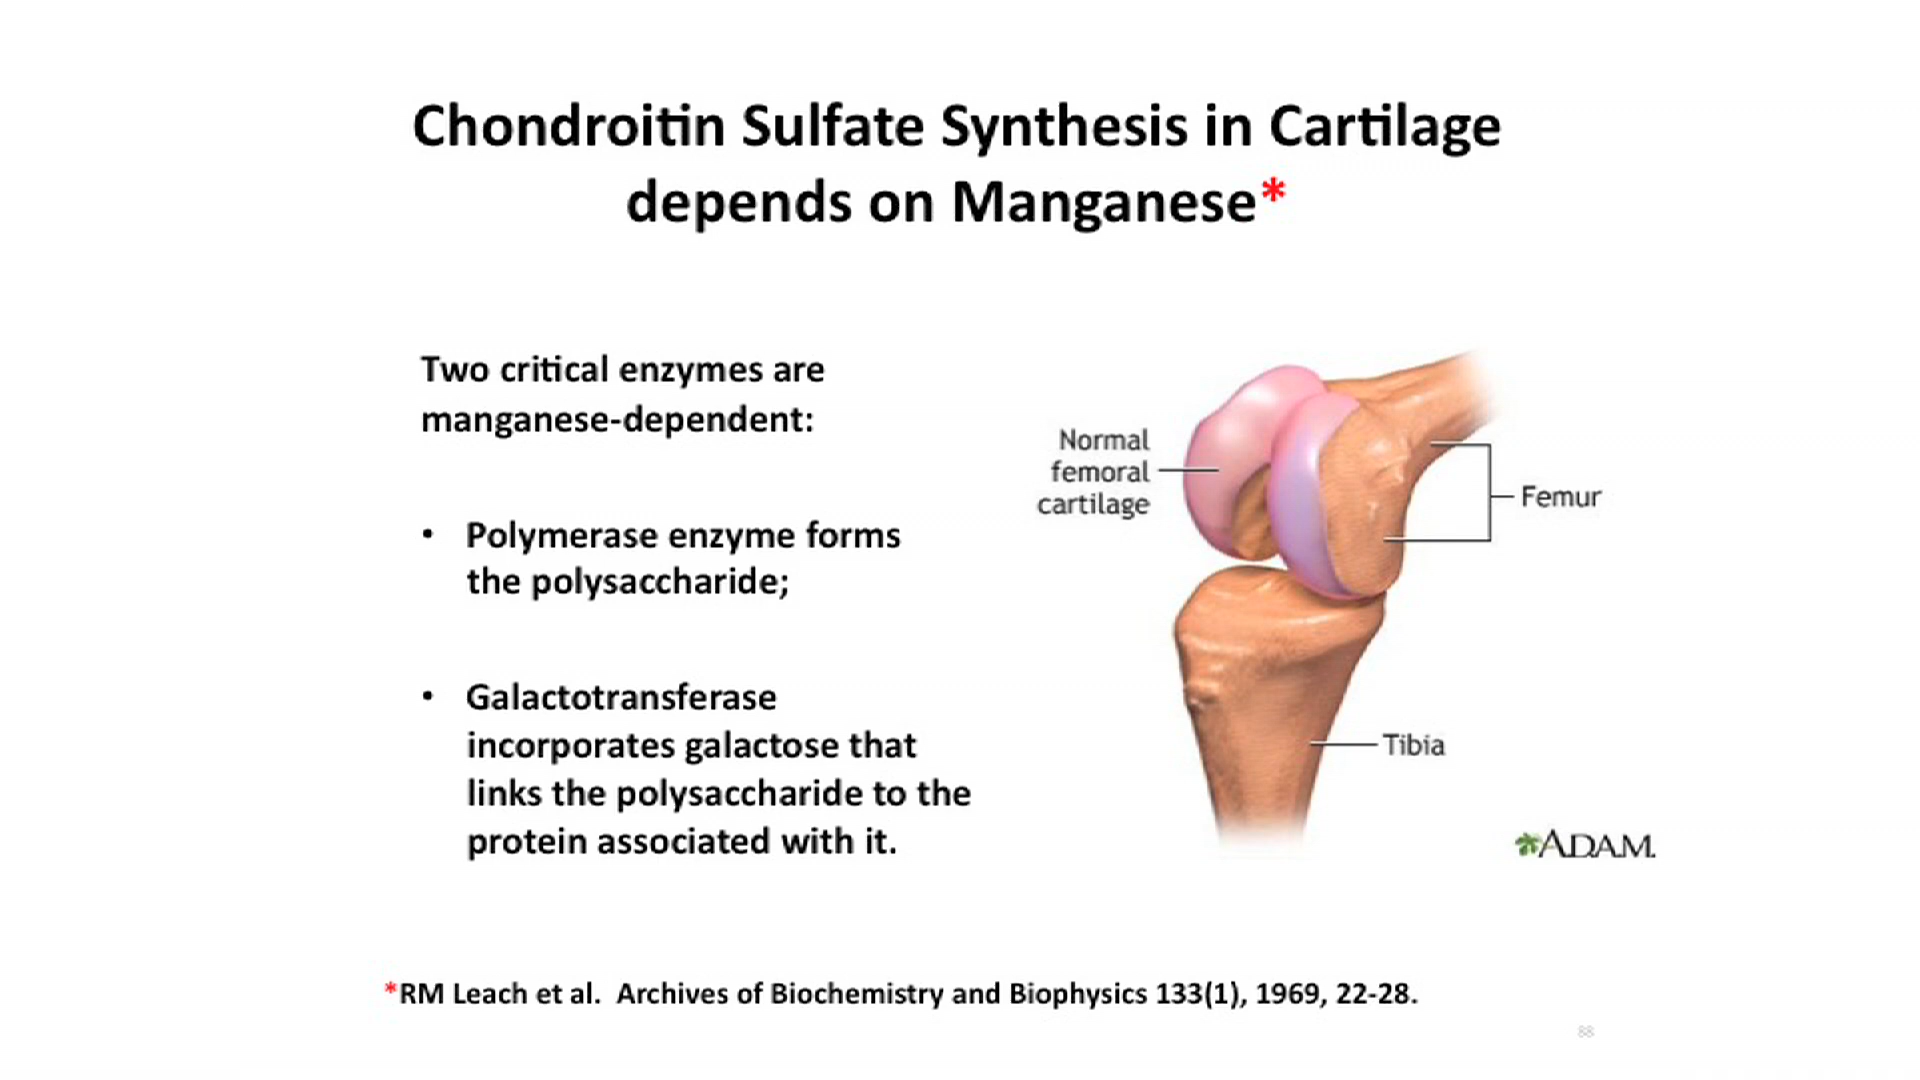 Chondroitin Sulfate Synthesis in Cartilage
depends on Manganese*
Two critical enzymes are
manganese-dependent:
• Polymerase enzyme forms
the polysaccharide;
• Galactotransferase
incorporates galactose that
links the polysaccharide to the
protein associated with it.
Normal
femoral
cartilage
Femur
Tibia
ADAM.
*RM Leach et al. Archives of Biochemistry and Biophysics 133(1), 1969, 22-28.
88